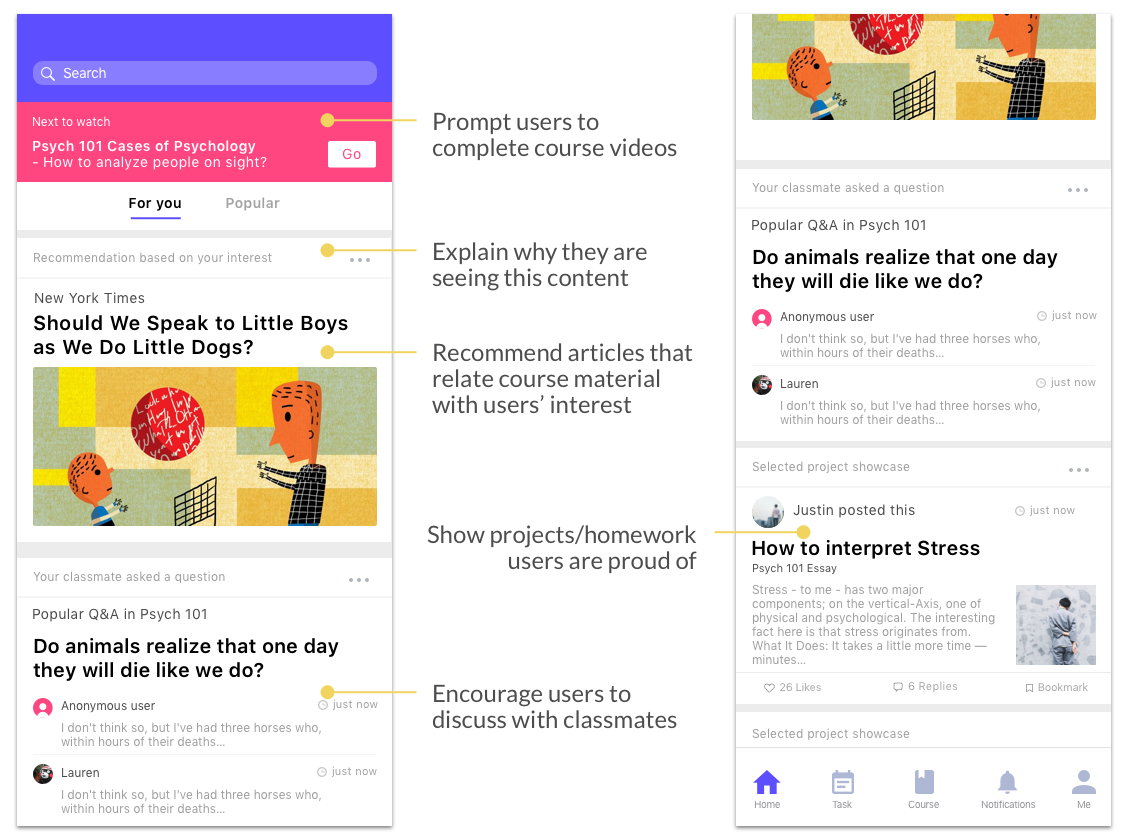 Search
Next to watch
Psych 101 Cases of Psychology
- How to analyze people on sight?
Go
For you
Popular
Recommendation based on your interest
New York Times
Should We Speak to Little Boys
as We Do Little Dogs?
Your classmate asked a question
Popular Q&A in Psych 101
Do animals realize that one day
they will die like we do?
Anonymous user
just now
I don't think so, but I've had three horses who,
within hours of their deaths...
Lauren
just now
I don't think so, but I've had three horses who,
within hours of their deaths...
Prompt users to
complete course videos
Explain why they are
seeing this content
Recommend articles that
relate course material
with users’ interest
Show projects/homework
users are proud of
Encourage users to
discuss with classmates
Your classmate asked a question
Popular Q&A in Psych 101
Do animals realize that one day
they will die like we do?
Anonymous user
just now
I don't think so, but I've had three horses who,
within hours of their deaths...
Lauren
just now
I don't think so, but I've had three horses who,
within hours of their deaths...
Selected project showcase
Justin posted this
just now
How to interpret Stress
Psych 101 Essay
Stress - to me - has two major
components; on the vertical-Axis, one of
physical and psychological. The interesting
fact here is that stress originates from.
What It Does: It takes a little more time —
minutes...
26 Likes
6 Replies
Bookmark
Selected project showcase
Home
Task
Course
Notifications
Me